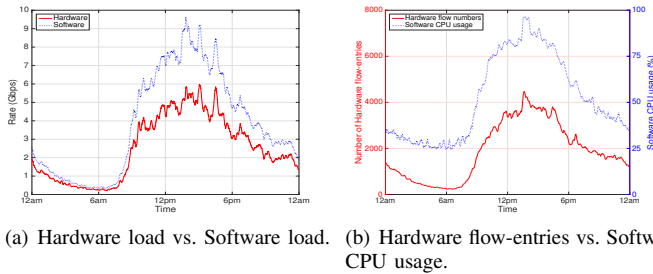 Hardware
Software
10
9
8
7
6
5
4
3
2
1
0
Rate (Gbps)
12am 6am 12pm 6pm 12am
Time
(a) Hardware load vs. Software load.
Hardware flow numbers
Software CPU usage
8000
6000
4000
2000
0
Number of Hardware flow-entries
100
75
50
25
0
Software CPU usage (%)
12am 6am 12pm 6pm 12am
Time
(b) Hardware flow-entries vs. Softw
CPU usage.